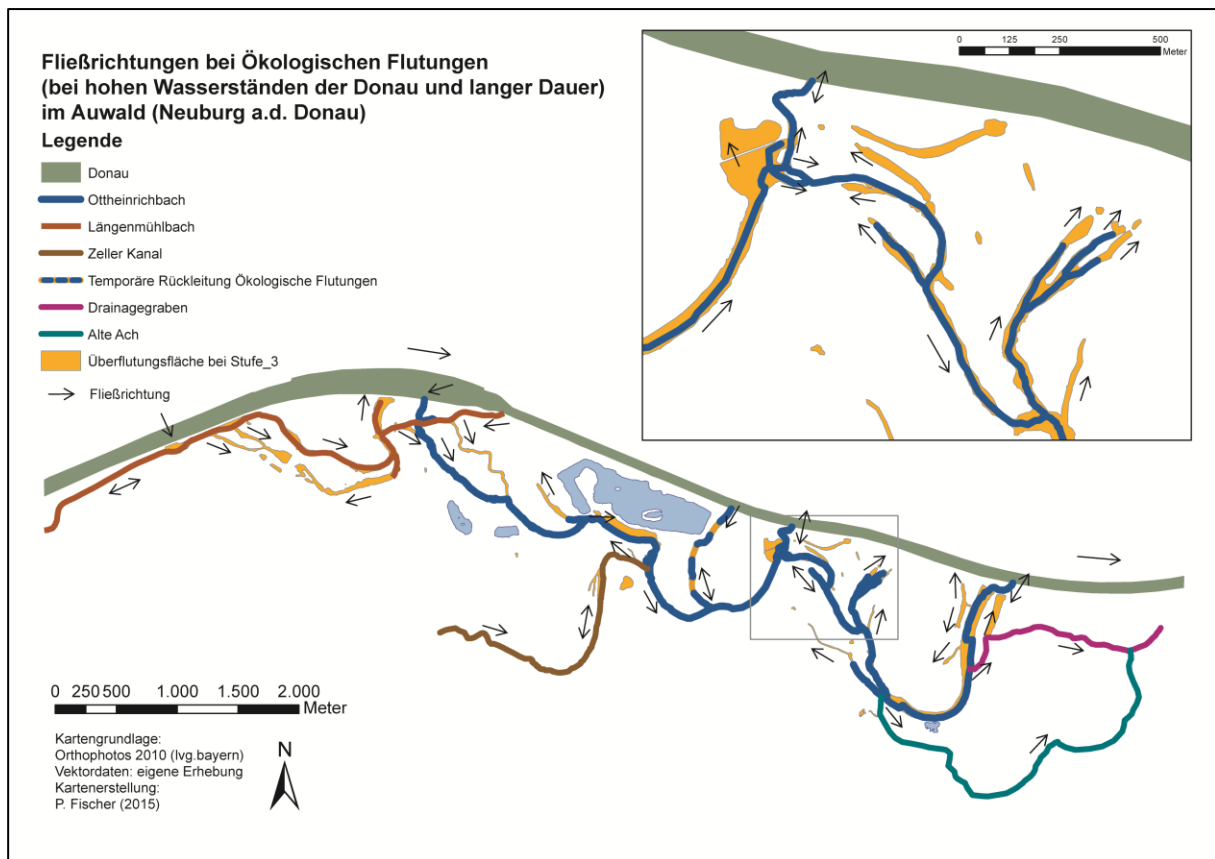 Fließrichtungen bei Ökologischen Flutungen
(bei hohen Wasserständen der Donau und langer Dauer)
im Auwald (Neuburg a.d. Donau)
Legende
Donau
Ottheinrichbach
Längenmühlbach
Zeller Kanal
Temporäre Rückleitung Ökologische Flutungen
Drainagegraben
Alte Ach
Überflutungsfläche bei Stufe_3
Fließrichtung
0 125 250 500
Meter
0 250 500 1.000 1.500 2.000
Meter
Kartengrundlage:
Orthophotos 2010 (lvg.bayern)
Vektordaten: eigene Erhebung
Kartenerstellung:
P. Fischer (2015)
N